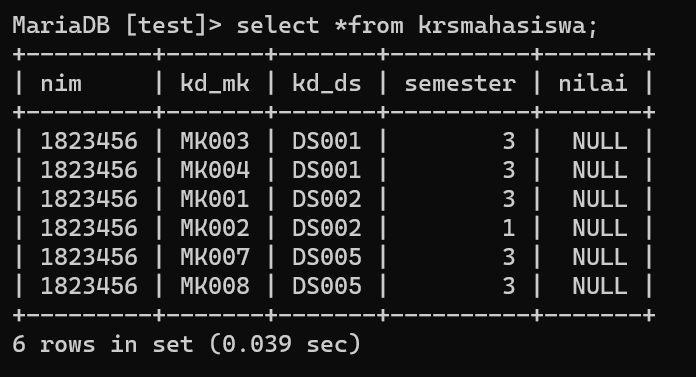 MariaDB [test]> select *from krsmahasiswa;
+---------+-------+-------+----------+-------+
| nim     | kd_mk | kd_ds | semester | nilai |
+---------+-------+-------+----------+-------+
| 1823456 | MK003 | DS001 |        3 |  NULL |
| 1823456 | MK004 | DS001 |        3 |  NULL |
| 1823456 | MK001 | DS002 |        3 |  NULL |
| 1823456 | MK002 | DS002 |        1 |  NULL |
| 1823456 | MK007 | DS005 |        3 |  NULL |
| 1823456 | MK008 | DS005 |        3 |  NULL |
+---------+-------+-------+----------+-------+
6 rows in set (0.039 sec)